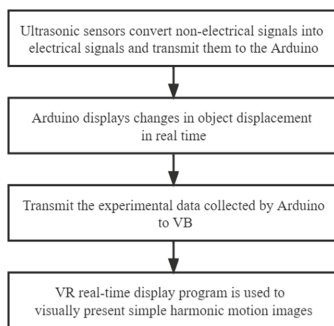 Ultrasonic sensors convert non-electrical signals into
electrical signals and transmit them to the Arduino
Arduino displays changes in object displacement
in real time
Transmit the experimental data collected by Arduino
to VB
VR real-time display program is used to
visually present simple harmonic motion images